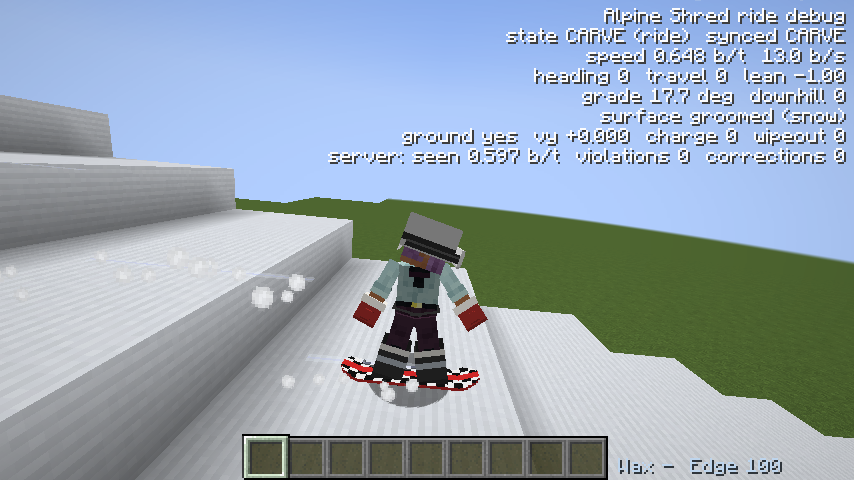 Alpine Shred ride debug
state CARVE (ride) synced CARVE
speed 0.648 b/t 13.0 b/s
heading 0 travel 0 lean -1.00
grade 17.7 deg downhill 0
surface groomed (snow)
ground yes vy +0.000 charge 0 wipeout 0
server: seen 0.597 b/t violations 0 corrections 0
Wax - Edge 100